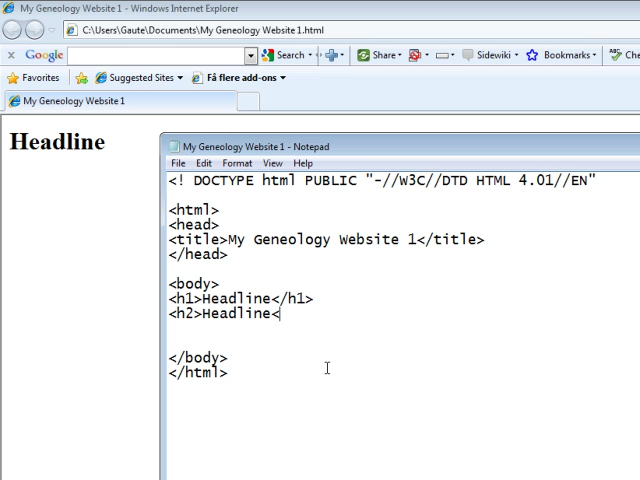 My Geneology Website 1 - Windows Internet Explorer
C:\Users\Gaute\Documents\My Geneology Website 1.html
x Google Search Share Sidewiki Bookmarks Che
Favorites Suggested Sites Få flere add-ons
My Geneology Website 1
Headline
My Geneology Website 1 - Notepad
File Edit Format View Help
<! DOCTYPE html PUBLIC "-//W3C//DTD HTML 4.01//EN"
<html>
<head>
<title>My Geneology Website 1</title>
</head>
<body>
<h1>Headline</h1>
<h2>Headline<
</body>
</html>